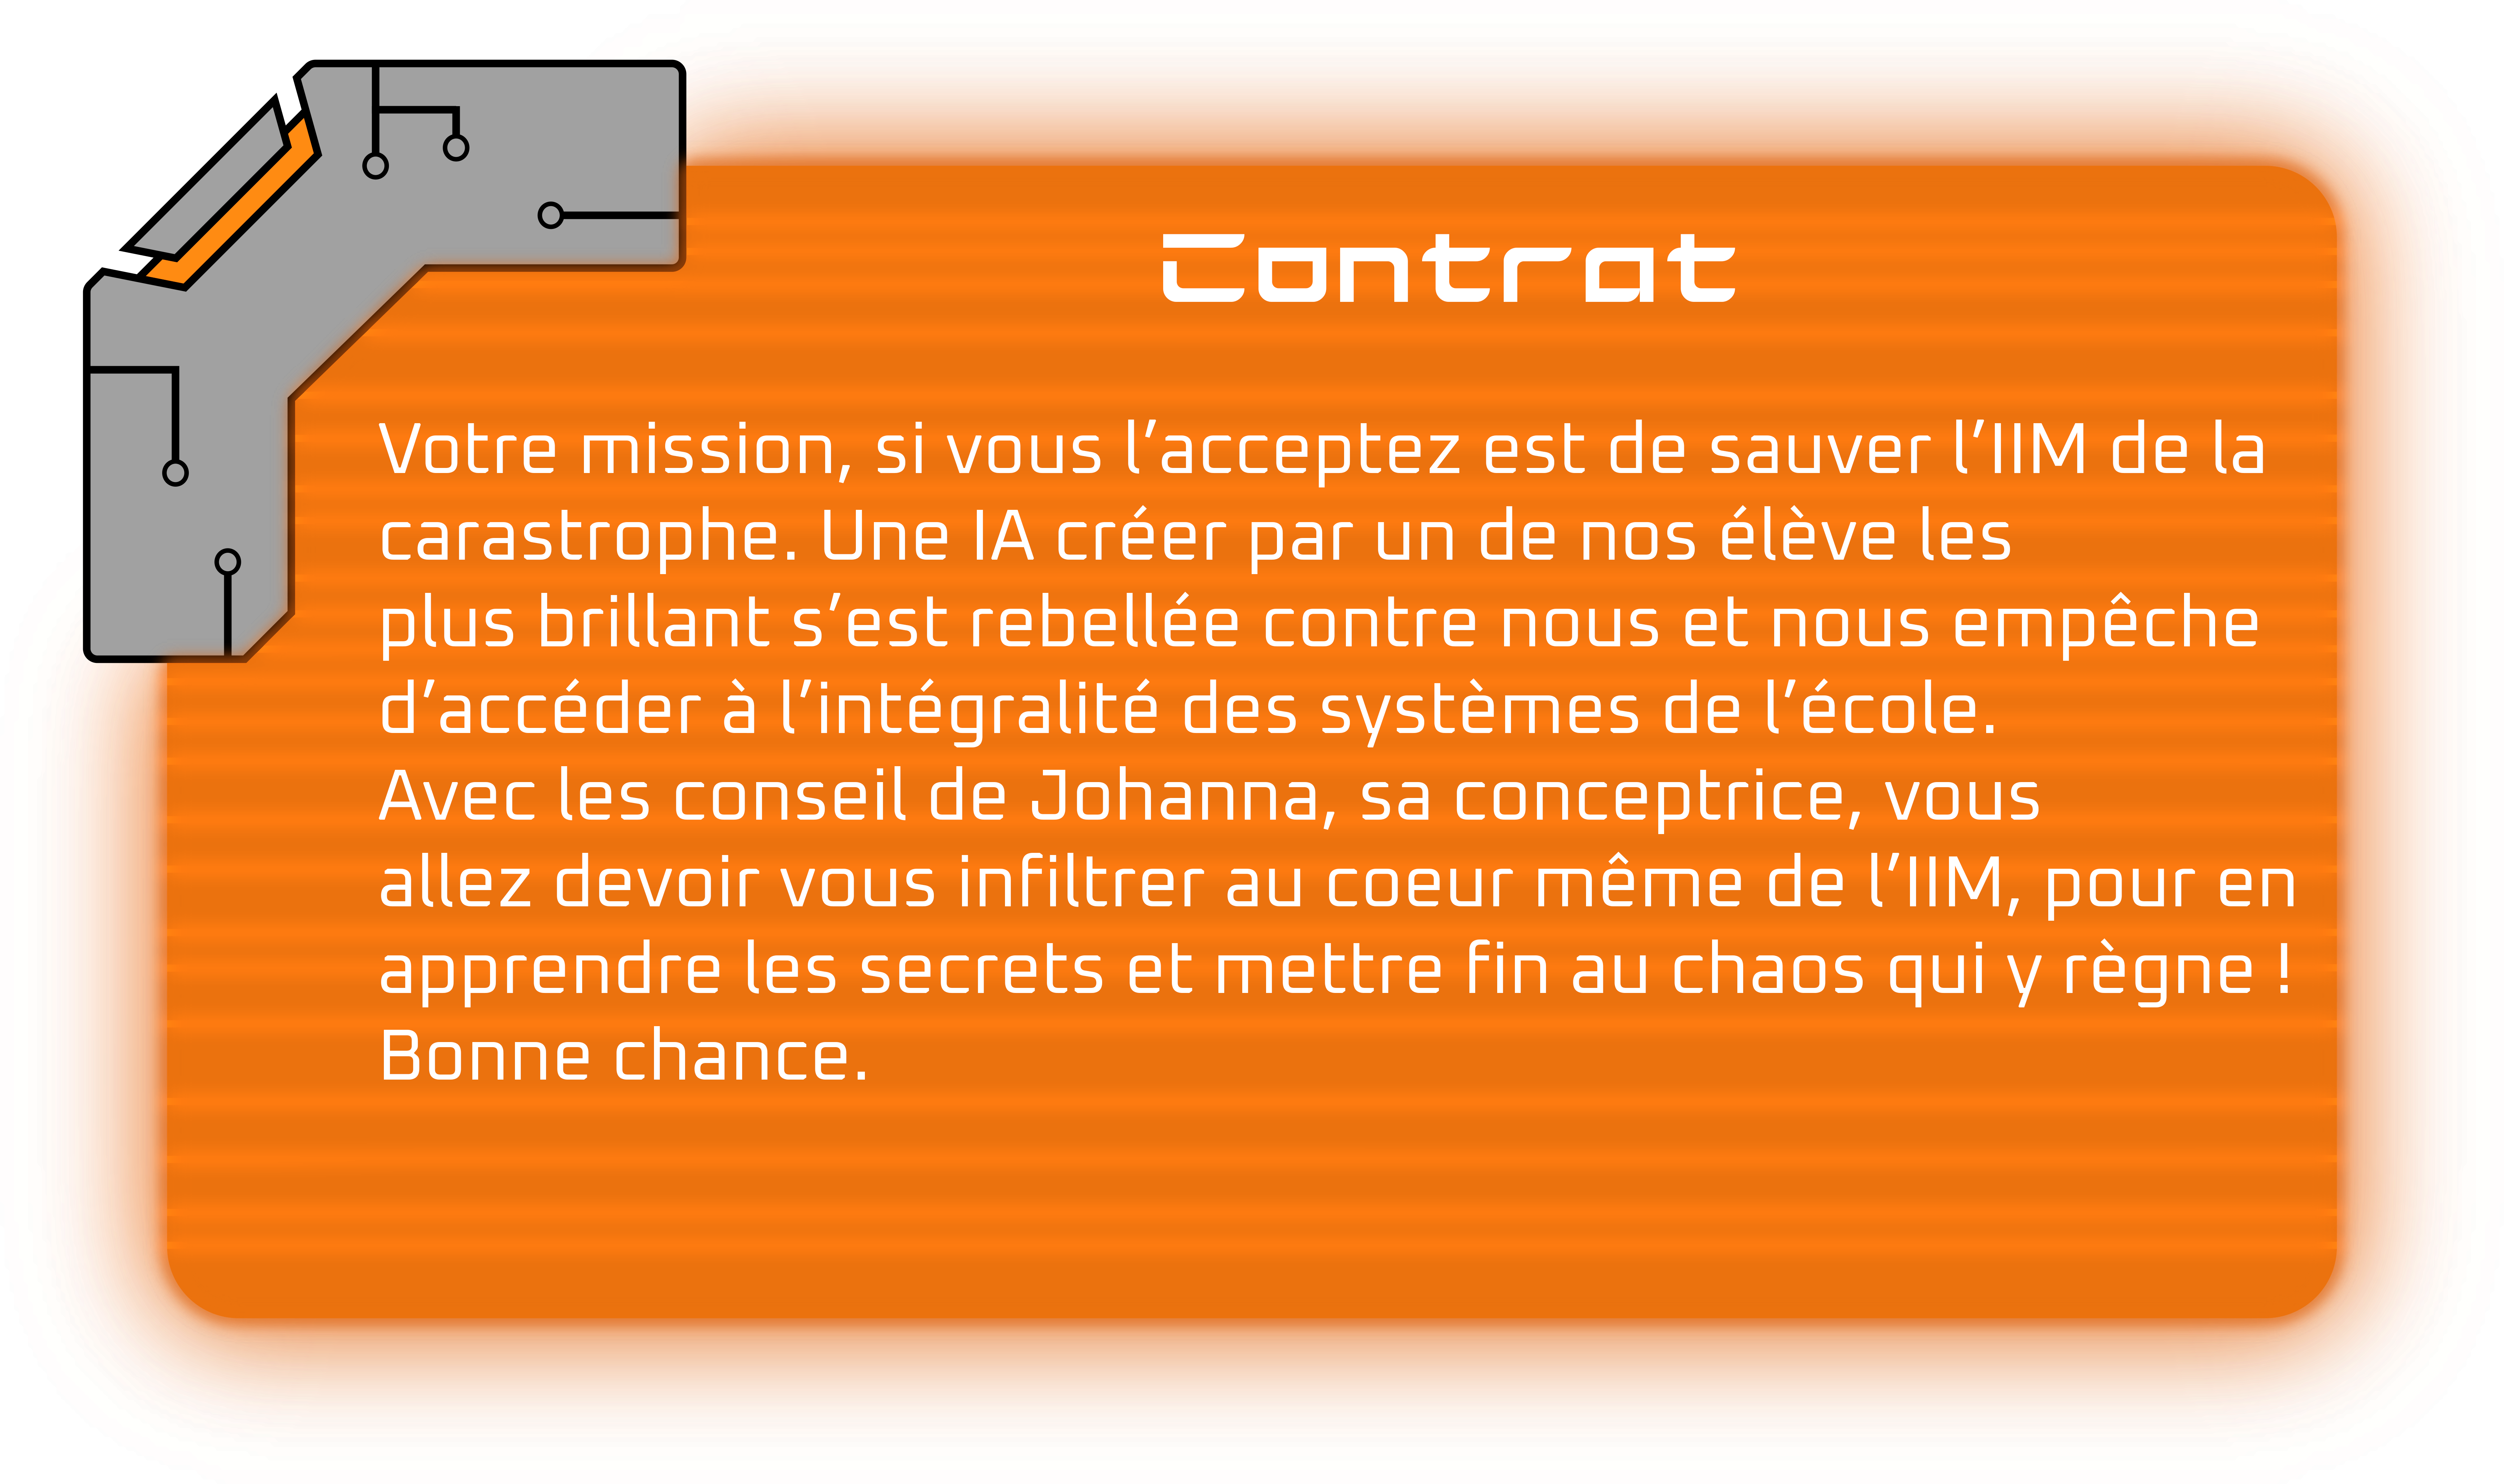 Contrat
Votre mission, si vous l’acceptez est de sauver l’IIM de la
carastrophe. Une IA créer par un de nos élève les
plus brillant s’est rebellée contre nous et nous empêche
d’accéder à l’intégralité des systèmes de l’école.
Avec les conseil de Johanna, sa conceptrice, vous
allez devoir vous infiltrer au coeur même de l’IIM, pour en
apprendre les secrets et mettre fin au chaos qui y règne !
Bonne chance.